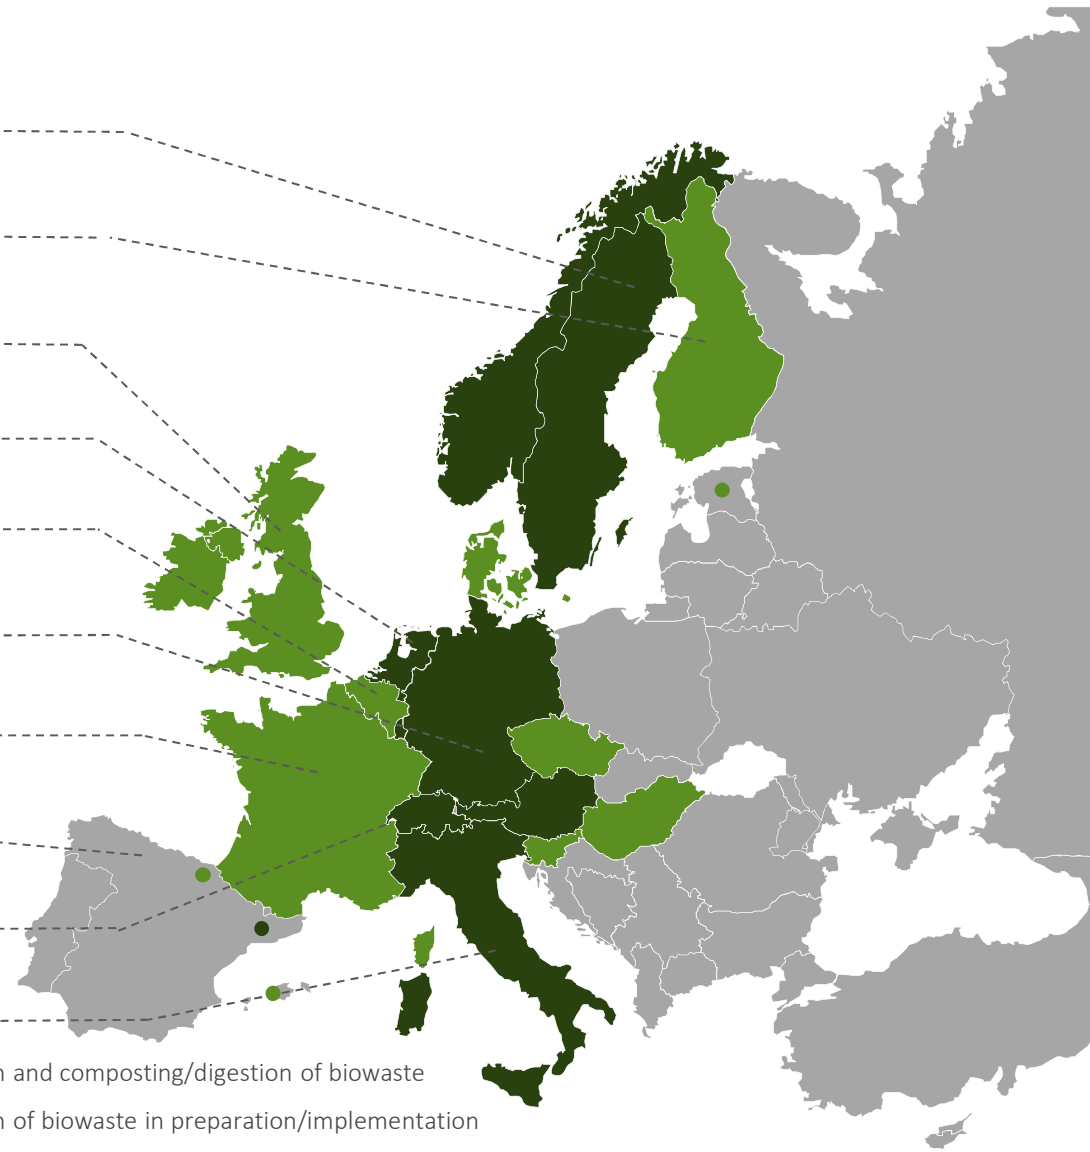 and composting/digestion of biowaste
of biowaste in preparation/implementation